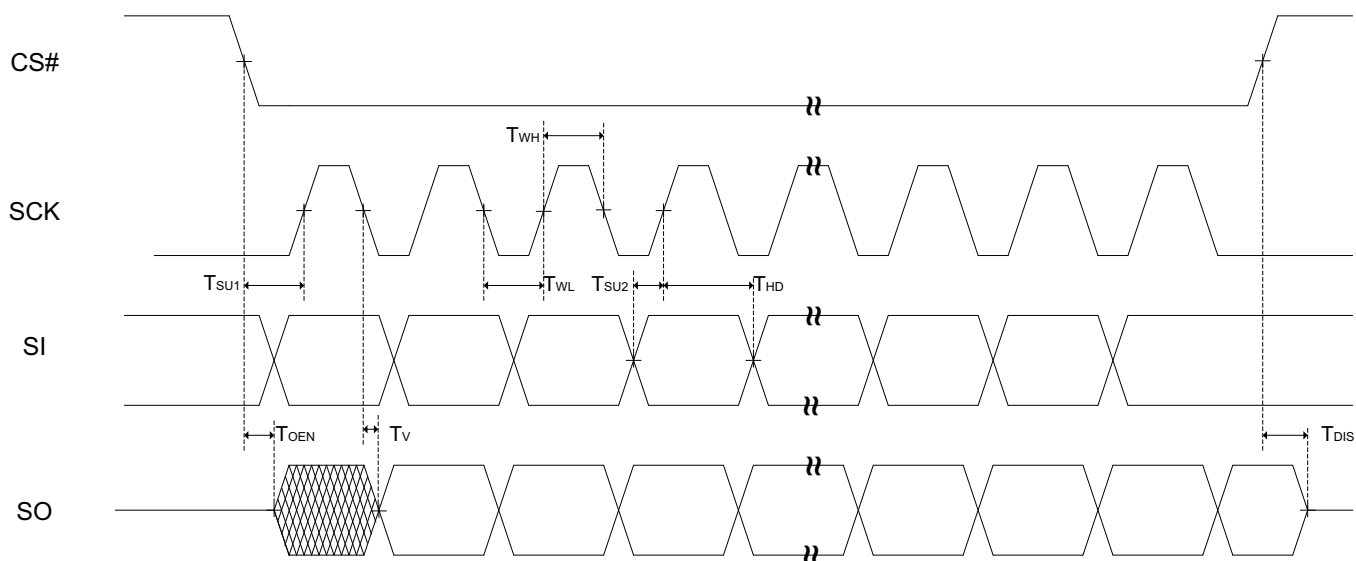 CS#
TWH
SCK
TSU1
TWL
TSU2
THD
SI
TOEN
TV
TDIS
SO